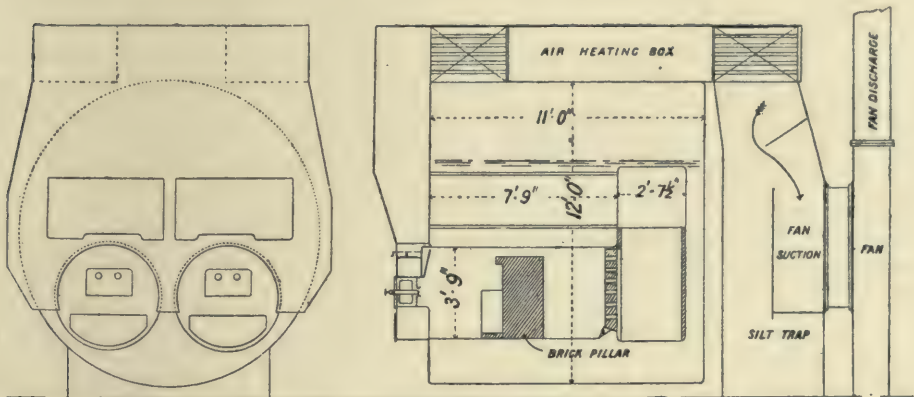 AIR HEATING BOX
FAN DISCHARGE
11'-0"
7'-9"
12'-0"
2'-7½"
3'-9"
FAN
SUCTION
FAN
SILT TRAP
BRICK PILLAR